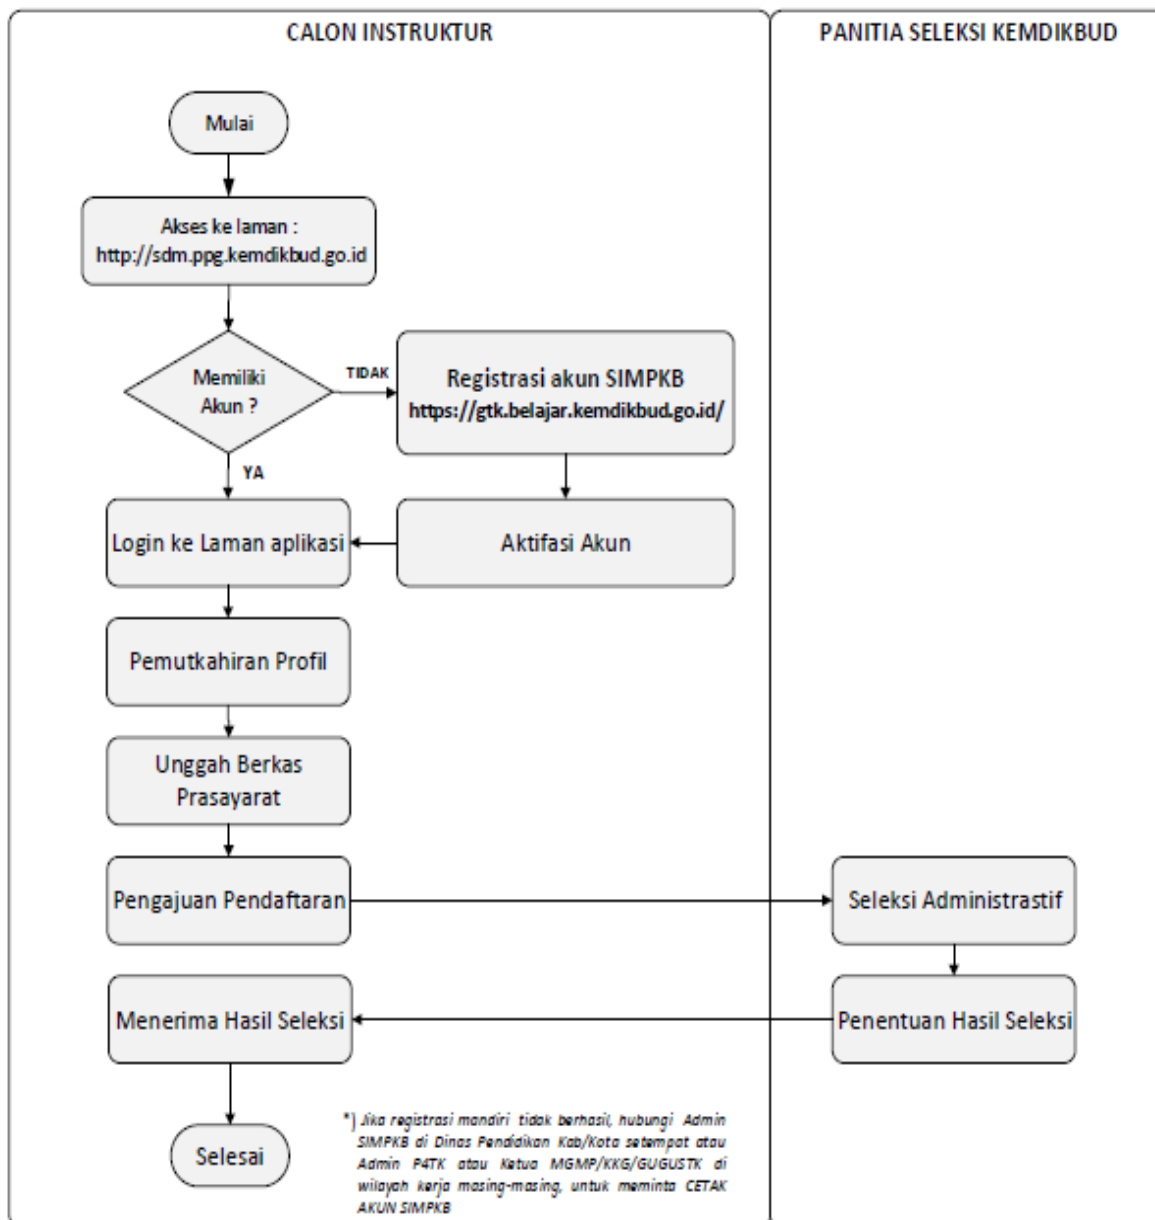 CALON INSTRUKTUR
PANITIA SELEKSI KEMDIKBUD
Mulai
Akses ke laman :
http://sdm.ppg.kemdikbud.go.id
Memiliki
Akun ?
TIDAK
Registrasi akun SIMPKB
https://gtk.belajar.kemdikbud.go.id/
YA
Login ke Laman aplikasi
Aktifasi Akun
Pemutkahiran Profil
Unggah Berkas
Prasayarat
Pengajuan Pendaftaran
Seleksi Administrastif
Menerima Hasil Seleksi
Penentuan Hasil Seleksi
Selesai
*) Jika registrasi mandiri tidak berhasil, hubungi Admin
SIMPKB di Dinas Pendidikan Kab/Kota setempat atau
Admin P4TK atau Ketua MGMP/KKG/GUGUSTK di
wilayah kerja masing-masing, untuk meminta CETAK
AKUN SIMPKB